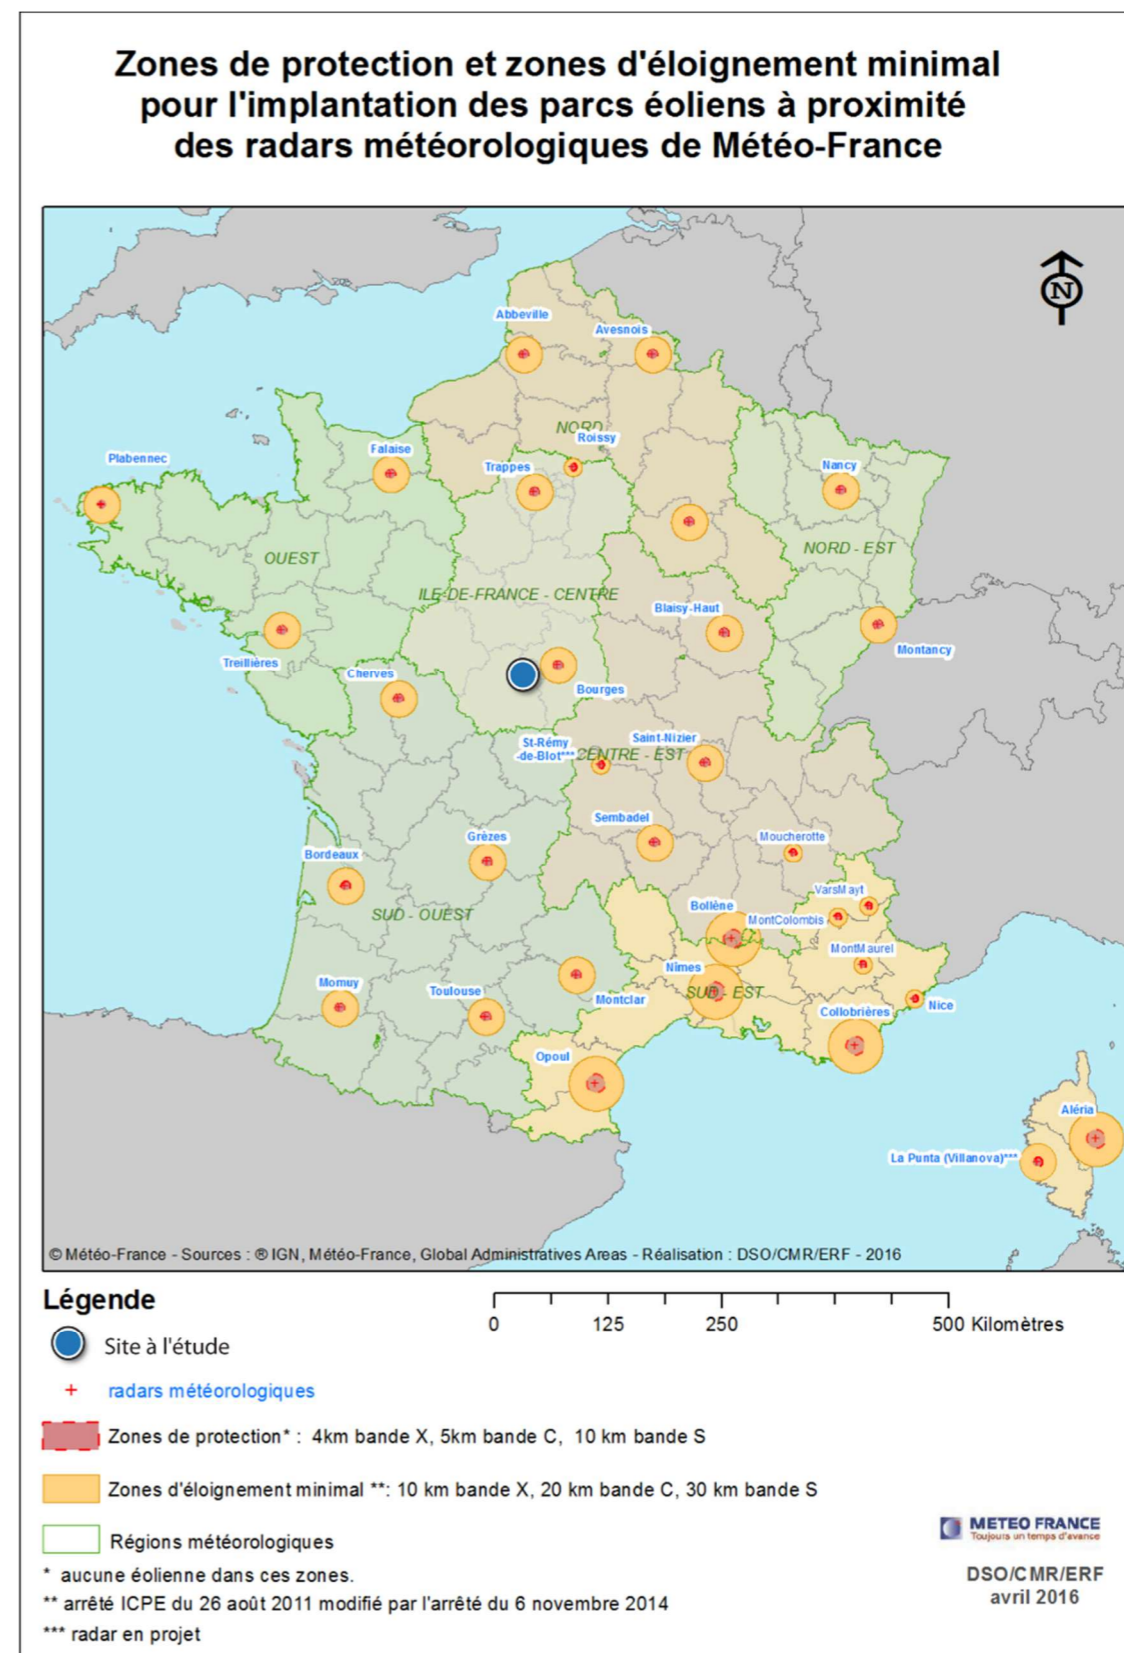 Zones de protection et zones d'éloignement minimal
pour l'implantation des parcs éoliens à proximité
des radars météorologiques de Météo-France
N
Abbeville
Avesnois
NORD
Roissy
Plabennec
Falaise
Trappes
Nancy
OUEST
NORD - EST
ILE-DE-FRANCE - CENTRE
Blaisy-Haut
Treillières
Montancy
Cherves
Bourges
St-Rémy
-de-Blot***
Saint-Nizier
CENTRE - EST
Sembadel
Moucherotte
Grèzes
Bordeaux
VarsMayt
Bollène
MontColombis
SUD - OUEST
MontMaurel
Nîmes
Momuy
Toulouse
SUD - EST
Montclar
Nice
Collobrières
Opoul
Aléria
La Punta (Villanova)***
© Météo-France - Sources : ® IGN, Météo-France, Global Administratives Areas - Réalisation : DSO/CMR/ERF - 2016
Légende
0 125 250 500 Kilomètres
Site à l'étude
radars météorologiques
Zones de protection* : 4km bande X, 5km bande C, 10 km bande S
Zones d'éloignement minimal **: 10 km bande X, 20 km bande C, 30 km bande S
Régions météorologiques
METEO FRANCE
Toujours un temps d'avance
* aucune éolienne dans ces zones.
** arrêté ICPE du 26 août 2011 modifié par l'arrêté du 6 novembre 2014
*** radar en projet
DSO/CMR/ERF
avril 2016